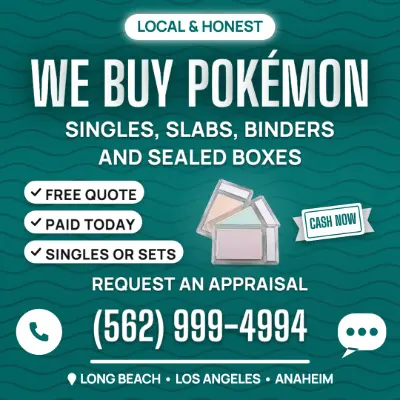 LOCAL & HONEST
WE BUY POKÉMON
SINGLES, SLABS, BINDERS
AND SEALED BOXES
✓ FREE QUOTE
✓ PAID TODAY
✓ SINGLES OR SETS
CASH NOW
REQUEST AN APPRAISAL
(562) 999-4994
LONG BEACH • LOS ANGELES • ANAHEIM